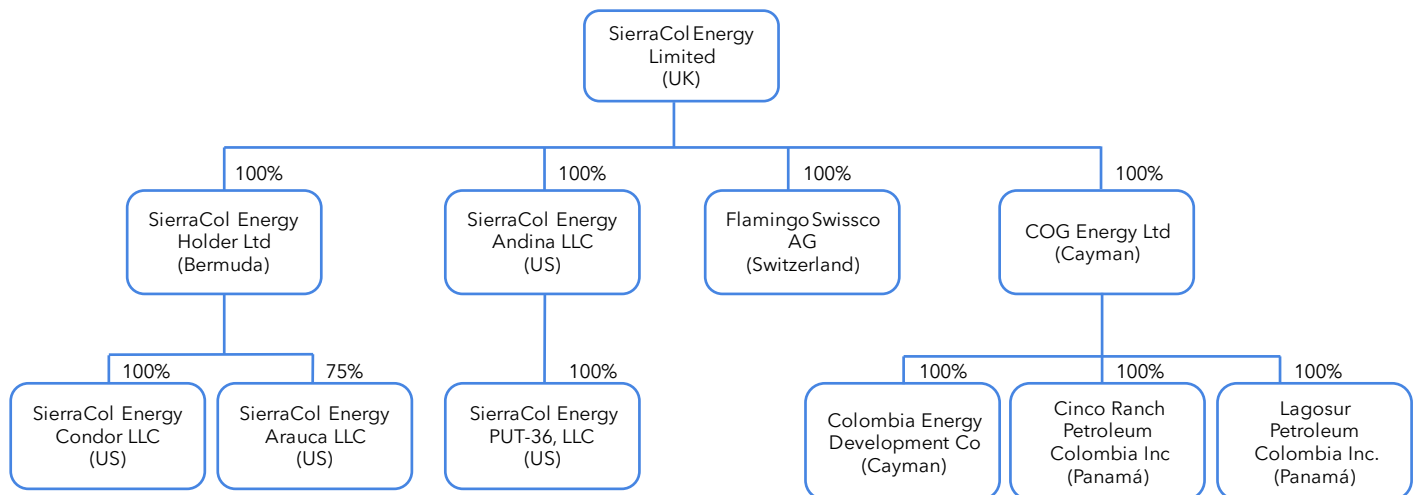 SierraCol Energy
Limited
(UK)
100%
100%
100%
100%
SierraCol Energy
Holder Ltd
(Bermuda)
SierraCol Energy
Andina LLC
(US)
Flamingo Swissco
AG
(Switzerland)
COG Energy Ltd
(Cayman)
100%
75%
100%
100%
100%
100%
SierraCol Energy
Condor LLC
(US)
SierraCol Energy
Arauca LLC
(US)
SierraCol Energy
PUT-36, LLC
(US)
Colombia Energy
Development Co
(Cayman)
Cinco Ranch
Petroleum
Colombia Inc
(Panamá)
Lagosur
Petroleum
Colombia Inc.
(Panamá)